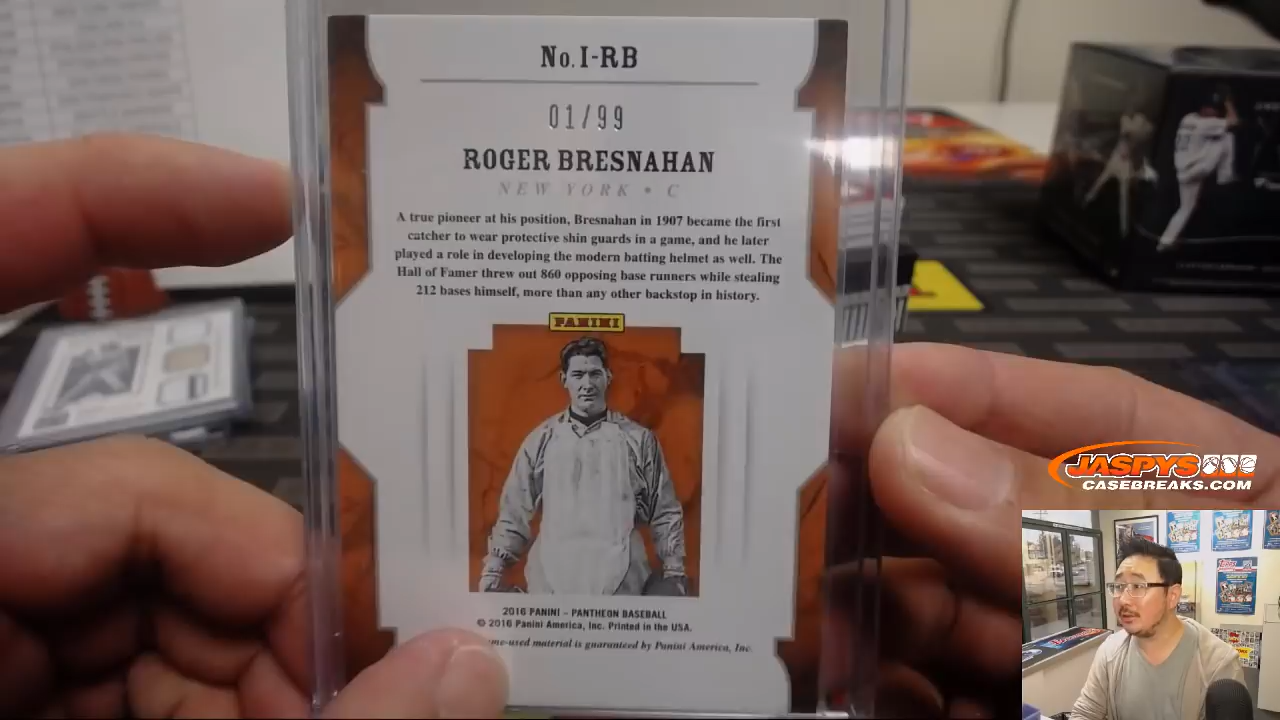 No. I-RB
01/99
ROGER BRESNAHAN
NEW YORK • C
A true pioneer at his position, Bresnahan in 1907 became the first
catcher to wear protective shin guards in a game, and he later
played a role in developing the modern batting helmet as well. The
Hall of Famer threw out 860 opposing base runners while stealing
212 bases himself, more than any other backstop in history.
PANINI
2016 PANINI – PANTHEON BASEBALL
© 2016 Panini America, Inc. Printed in the USA.
material is guaranteed by Panini America, Inc.
JASPYS
CASEBREAKS.COM